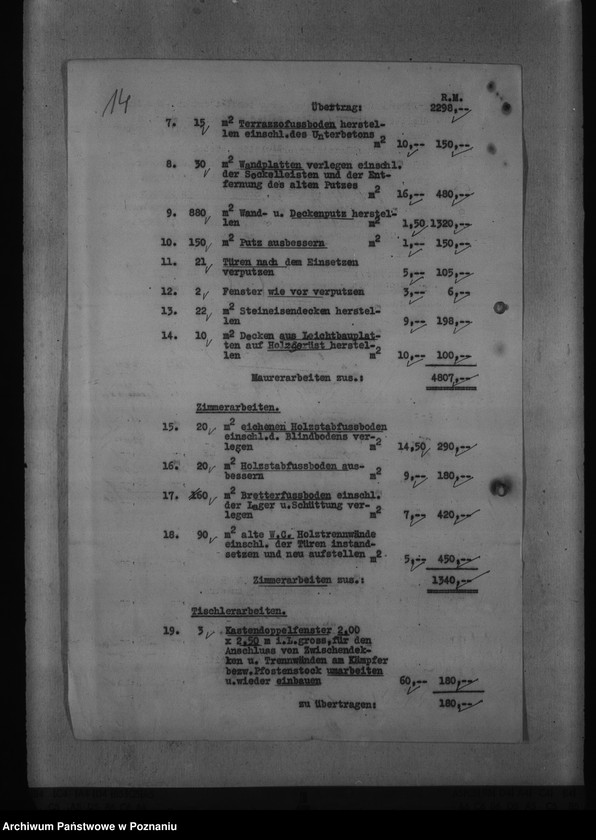 14
R.M.
Übertrag: 2298,--
7. 15 m2 Terrazzofussboden herstel-
len einschl.des Unterbetons
m2 10,-- 150,--
8. 30 m2 Wandplatten verlegen einschl.
der Sockelleisten und der Ent-
fernung des alten Putzes
m2 16,-- 480,--
9. 880 m2 Wand- u. Deckenputz herstel-
len m2 1,50 1320,--
10. 150 m2 Putz ausbessern m2 1,-- 150,--
11. 21 Türen nach dem Einsetzen
verputzen 5,-- 105,--
12. 2 Fenster wie vor verputzen 3,-- 6,--
13. 22 m2 Steineisendecken herstel-
len 9,-- 198,--
14. 10 m2 Decken aus Leichtbauplat-
ten auf Holzgerüst herstel-
len m2 10,-- 100,--
Maurerarbeiten zus.: 4807,--
Zimmerarbeiten.
15. 20 m2 eichenen Holzstabfussboden
einschl.d. Blindbodens ver-
legen m2 14,50 290,--
16. 20 m2 Holzstabfussboden aus-
bessern m2 9,-- 180,--
17. 60 m2 Bretterfussboden einschl.
der Lager u.Schüttung ver-
legen m2 7,-- 420,--
18. 90 m2 alte W.C. Holztrennwände
einschl. der Türen instand-
setzen und neu aufstellen m2
5,-- 450,--
Zimmerarbeiten zus.: 1340,--
Tischlerarbeiten.
19. 3 Kastendoppelfenster 2,00
x 2,50 m i.L.gross,für den
Anschluss von Zwischendek-
ken u. Trennwänden am Kämpfer
bezw.Pfostenstock umarbeiten
u.wieder einbauen 60,-- 180,--
zu übertragen: 180,--
Archiwum Państwowe w Poznaniu